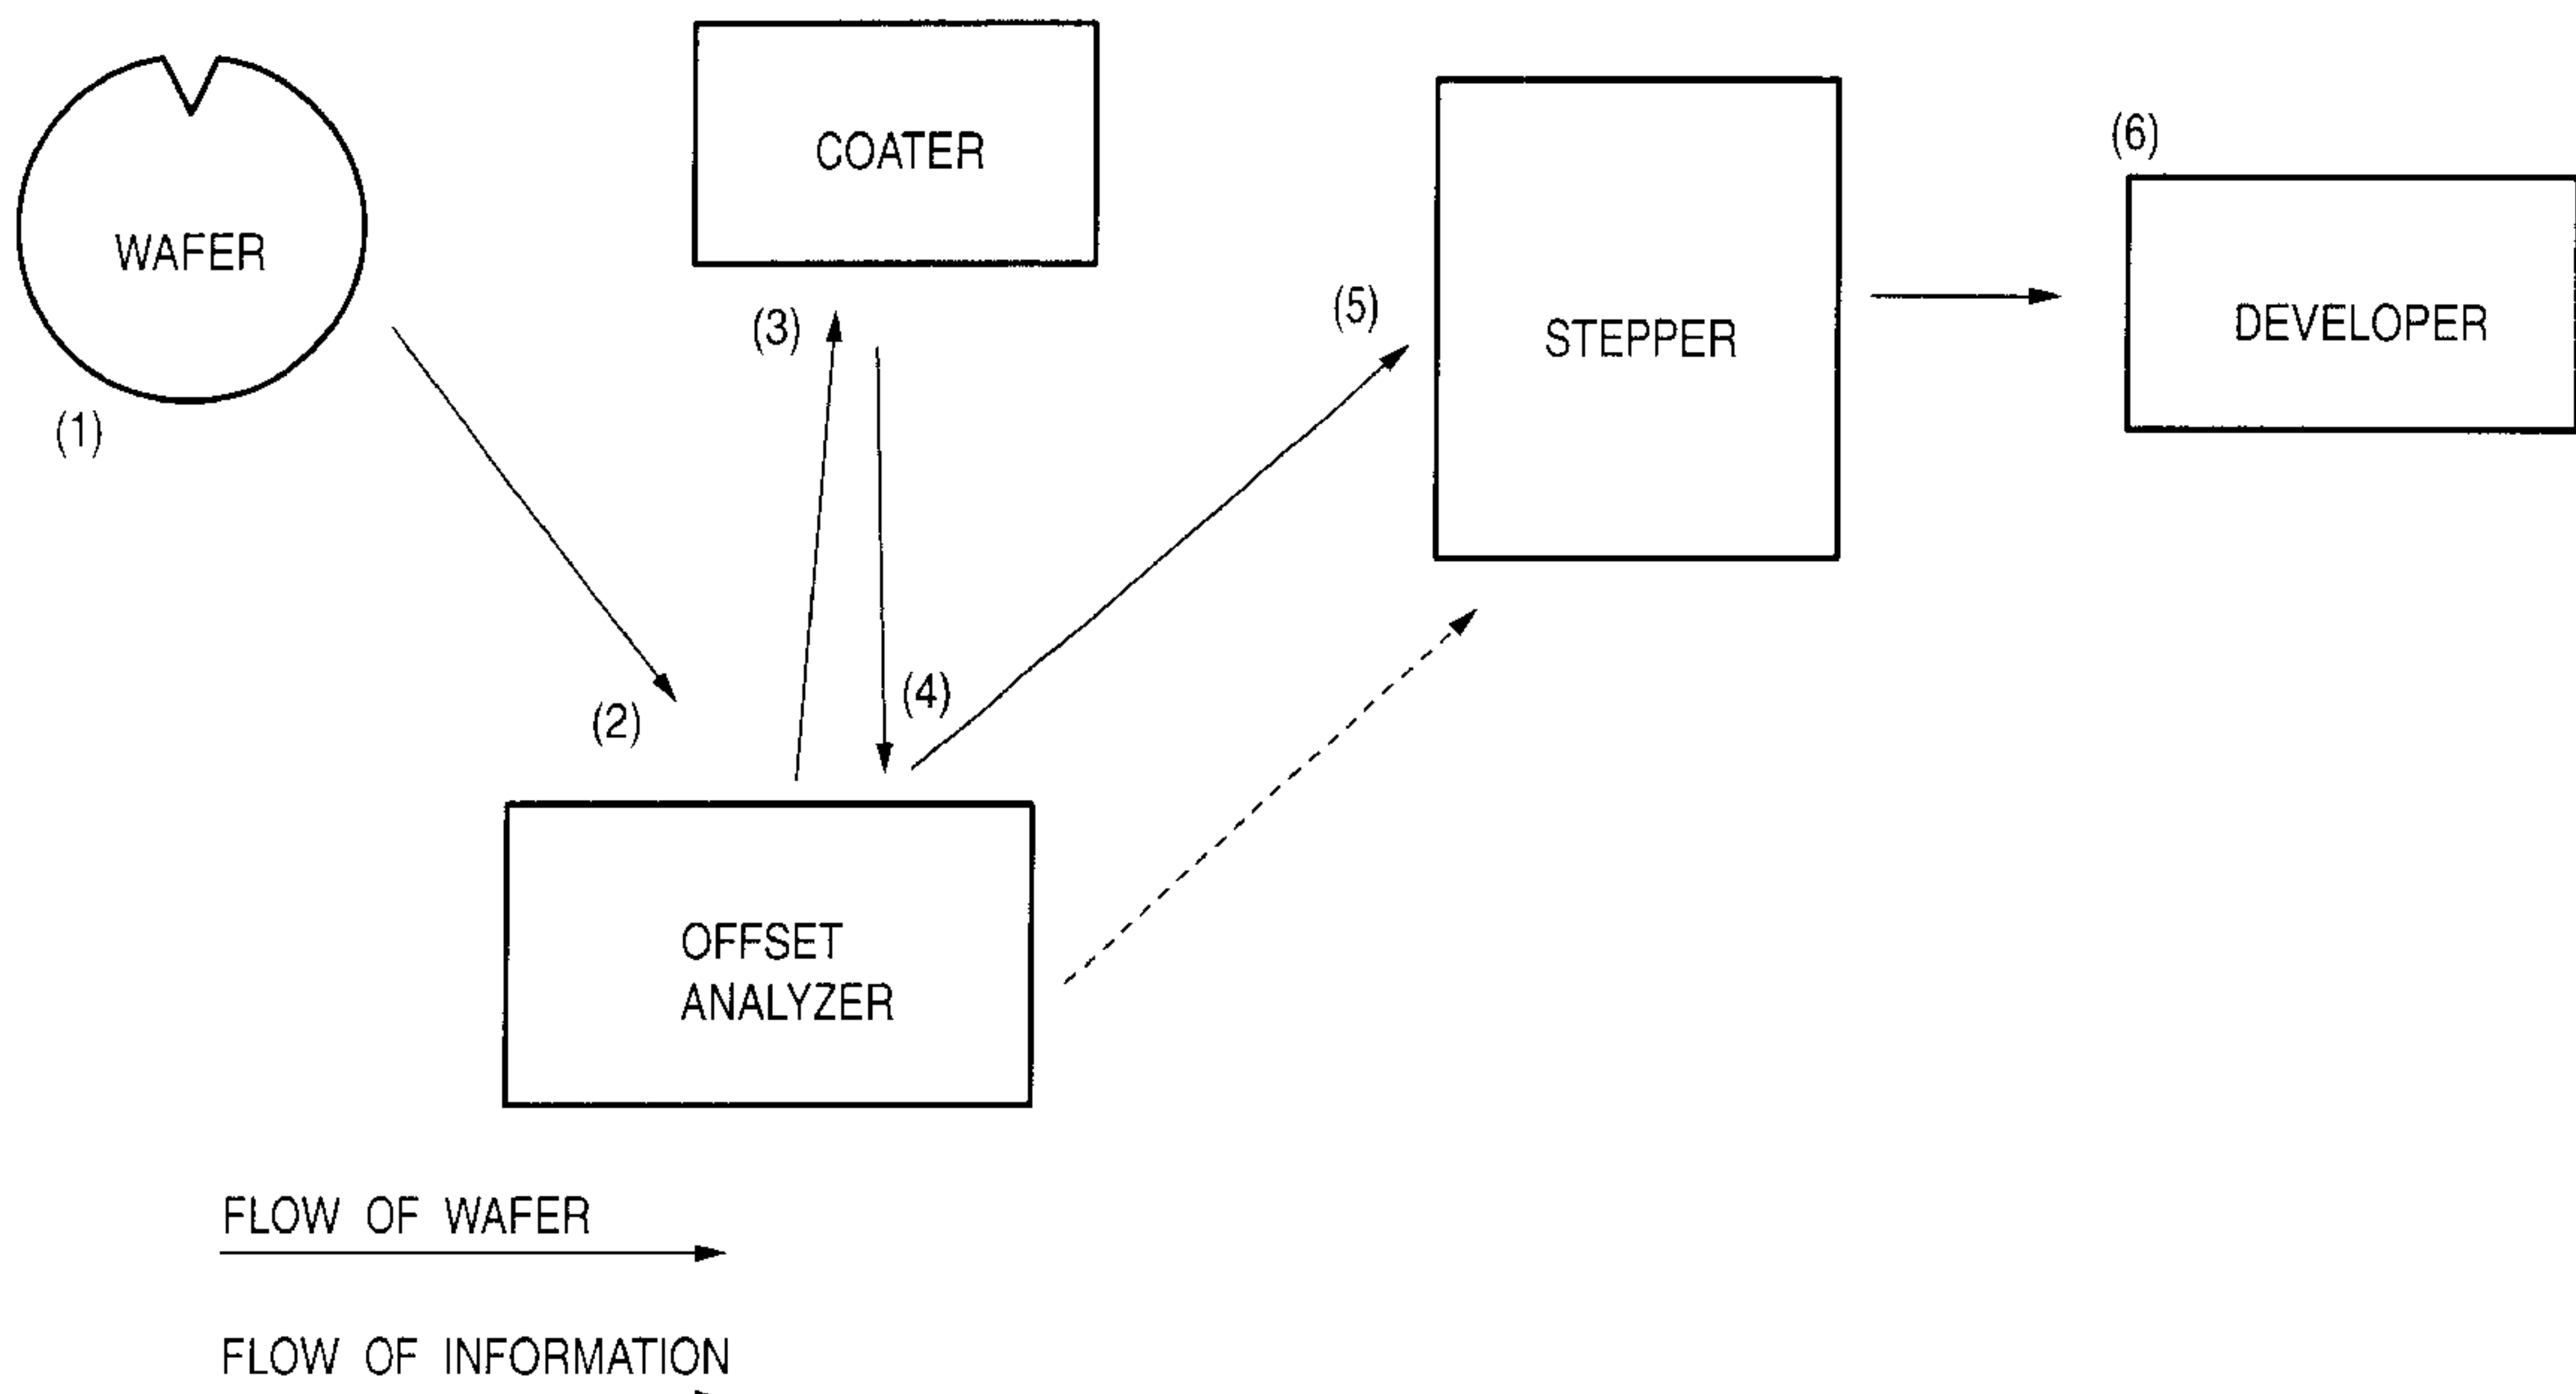 WAFER
(1)
COATER
(3)
(2)
(4)
(5)
STEPPER
(6)
DEVELOPER
OFFSET
ANALYZER
FLOW OF WAFER
FLOW OF INFORMATION